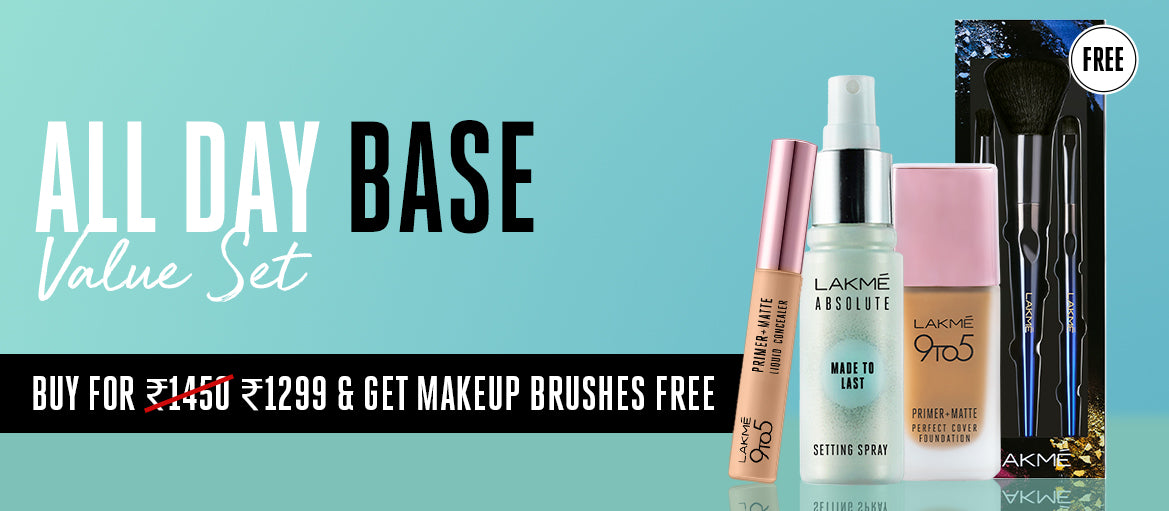 ALL DAY BASE
Value Set
BUY FOR ₹1450 ₹1299 & GET MAKEUP BRUSHES FREE
PRIMER+MATTE
LIQUID CONCEALER
LAKMÉ
9TO5
LAKMÉ
ABSOLUTE
MADE TO
LAST
SETTING SPRAY
LAKMÉ
9TO5
PRIMER+MATTE
PERFECT COVER
FOUNDATION
FREE
LAKMÉ
LAKMÉ
AKMÉ